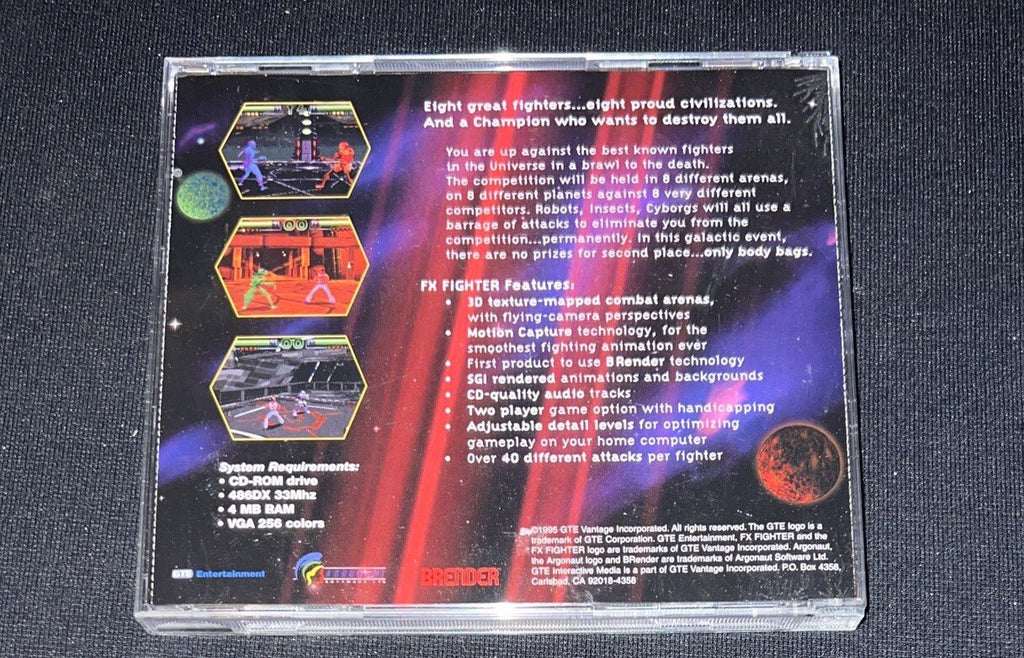 Eight great fighters...eight proud civilizations.
And a Champion who wants to destroy them all.
You are up against the best known fighters
in the Universe in a brawl to the death.
The competition will be held in 8 different arenas,
on 8 different planets against 8 very different
competitors. Robots, Insects, Cyborgs will all use a
barrage of attacks to eliminate you from the
competition...permanently. In this galactic event,
there are no prizes for second place...only body bags.
FX FIGHTER Features:
• 3D texture-mapped combat arenas,
with flying-camera perspectives
• Motion Capture technology, for the
smoothest fighting animation ever
• First product to use BRender technology
• SGI rendered animations and backgrounds
• CD-quality audio tracks
• Two player game option with handicapping
• Adjustable detail levels for optimizing
gameplay on your home computer
• Over 40 different attacks per fighter
System Requirements:
• CD-ROM drive
• 486DX 33Mhz
• 4 MB RAM
• VGA 256 colors
GTE Entertainment
ARGONAUT
SOFTWARE LTD
BRENDER
©1995 GTE Vantage Incorporated. All rights reserved. The GTE logo is a
trademark of GTE Corporation. GTE Entertainment, FX FIGHTER and the
FX FIGHTER logo are trademarks of GTE Vantage Incorporated. Argonaut,
the Argonaut logo and BRender are trademarks of Argonaut Software Ltd.
GTE Interactive Media is a part of GTE Vantage Incorporated. P.O. Box 4358,
Carlsbad, CA 92018-4358